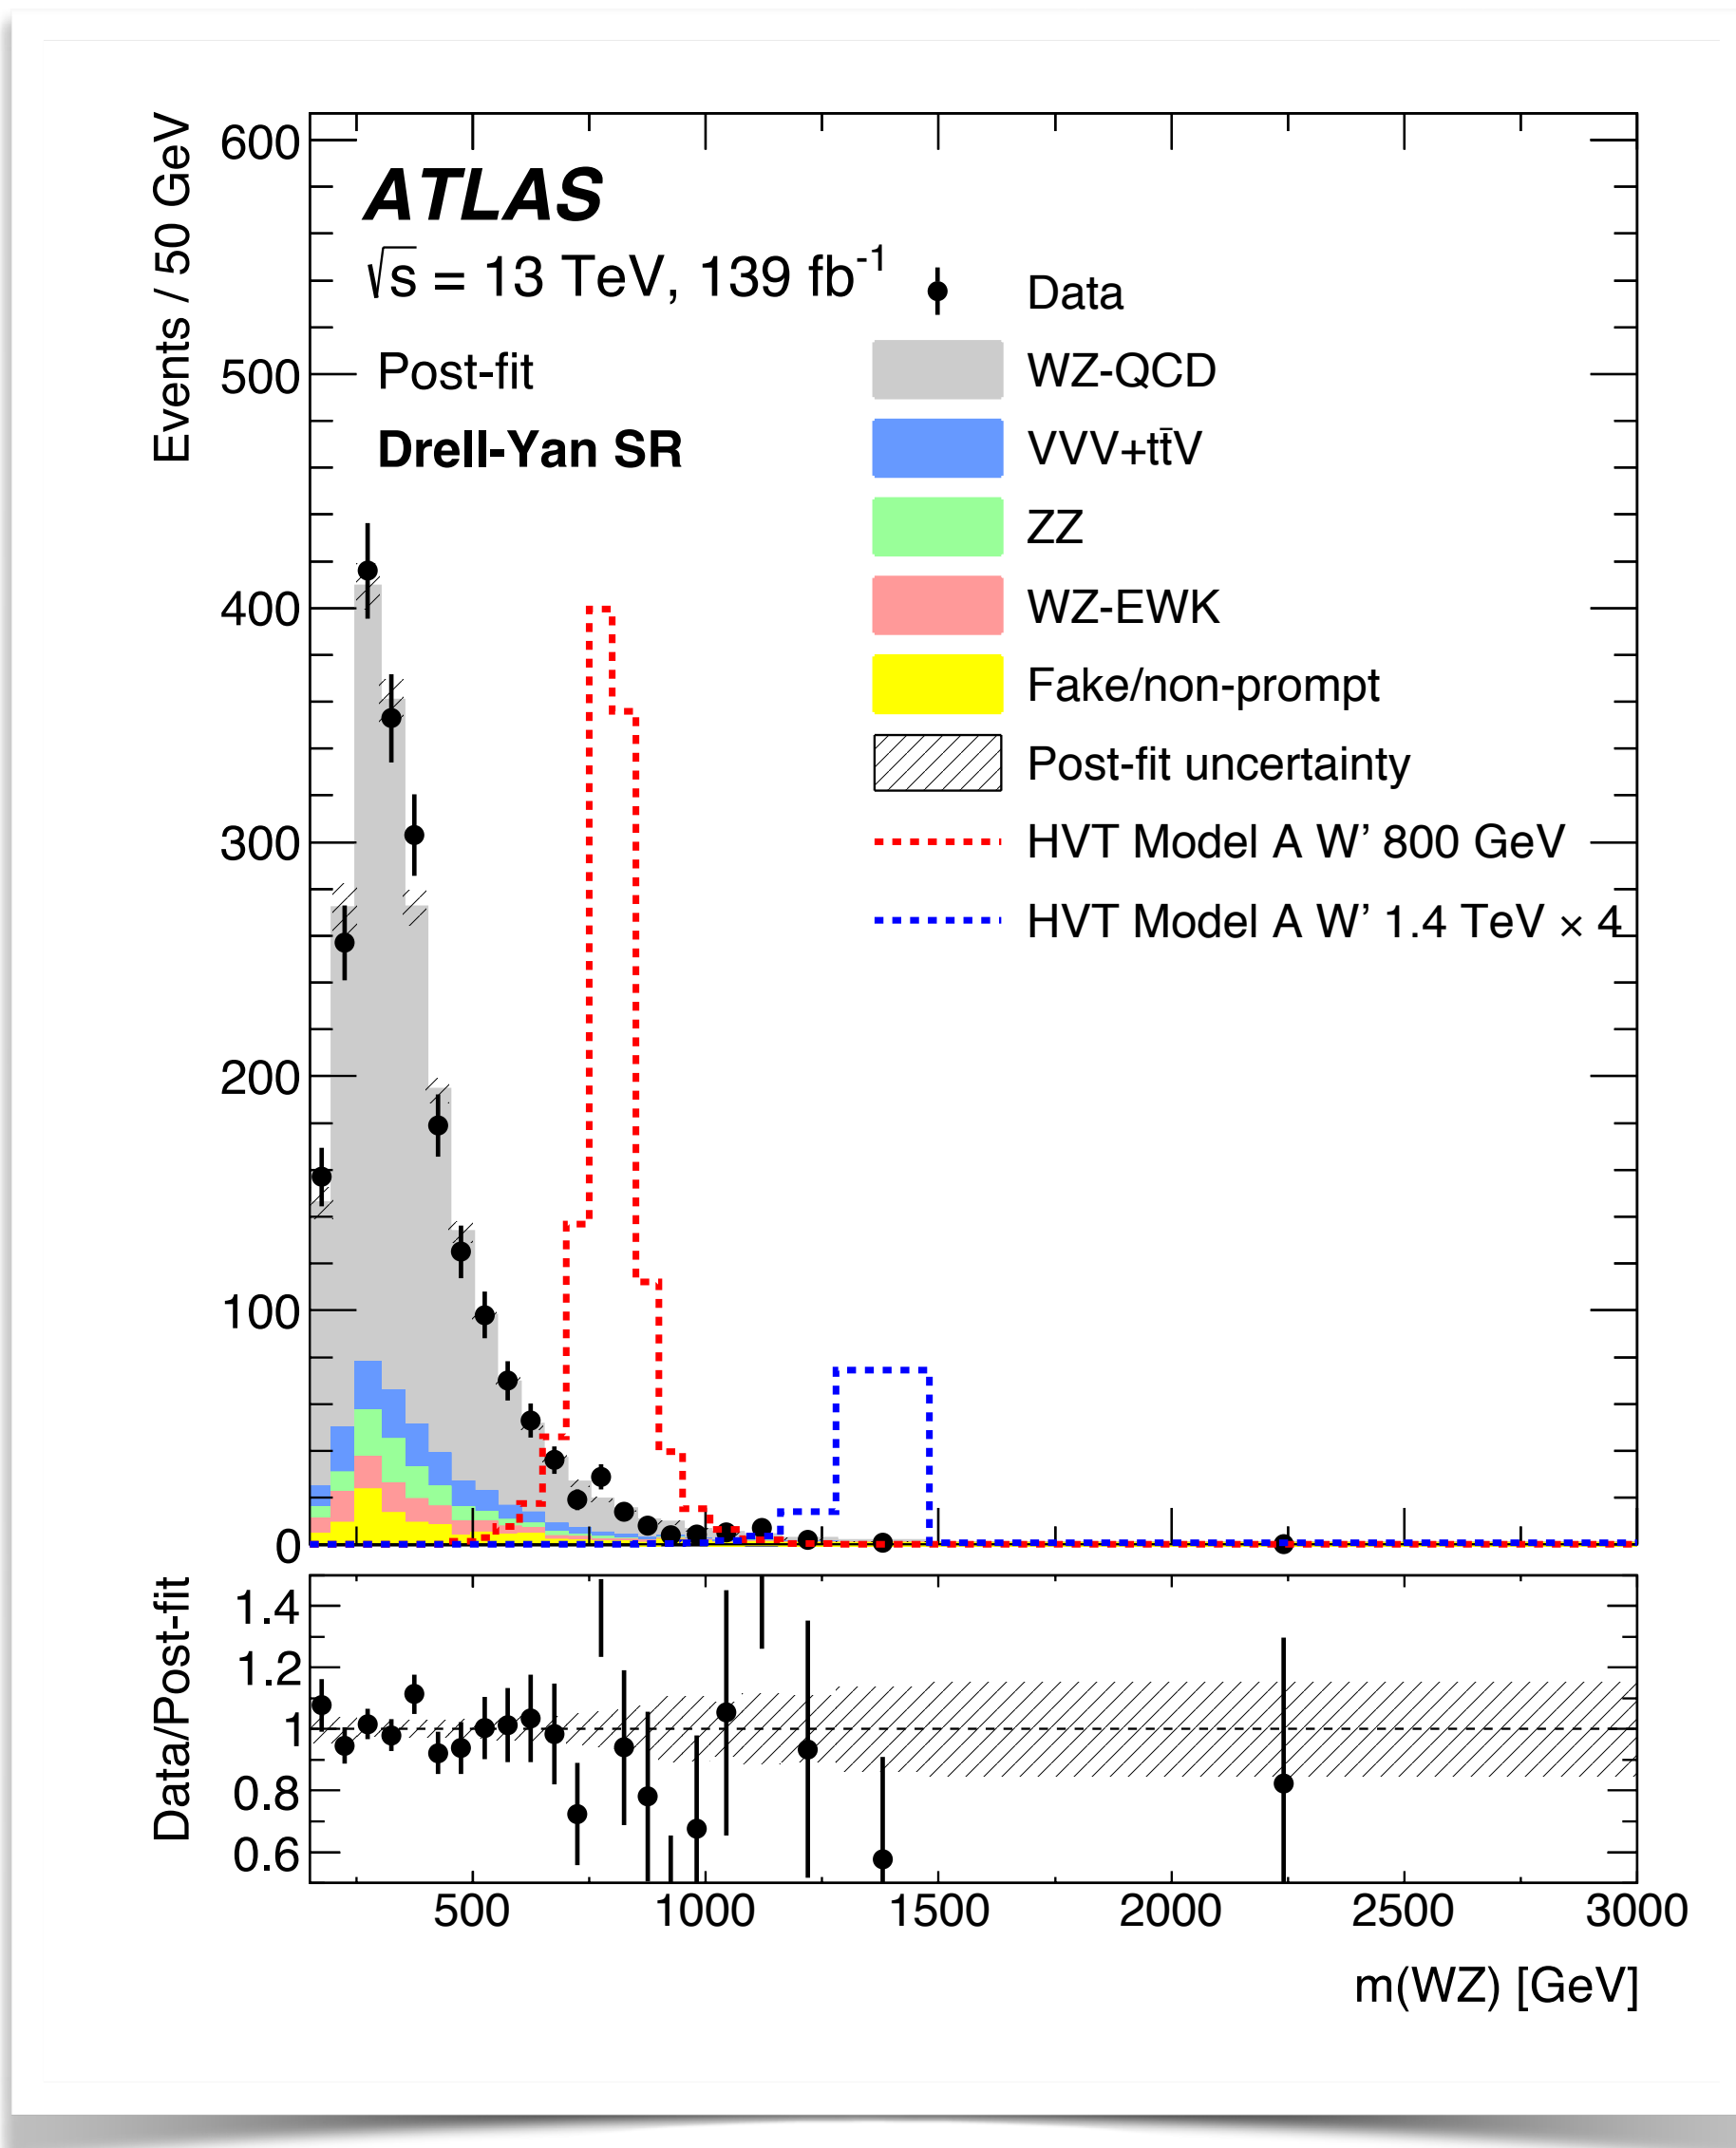 Events / 50 GeV
600
500
400
300
200
100
0
ATLAS
√s = 13 TeV, 139 fb⁻¹
Post-fit
Drell-Yan SR
Data
WZ-QCD
VVV+tt̄V
ZZ
WZ-EWK
Fake/non-prompt
Post-fit uncertainty
HVT Model A W' 800 GeV
HVT Model A W' 1.4 TeV × 4
Data/Post-fit
1.4
1.2
1
0.8
0.6
500 1000 1500 2000 2500 3000
m(WZ) [GeV]